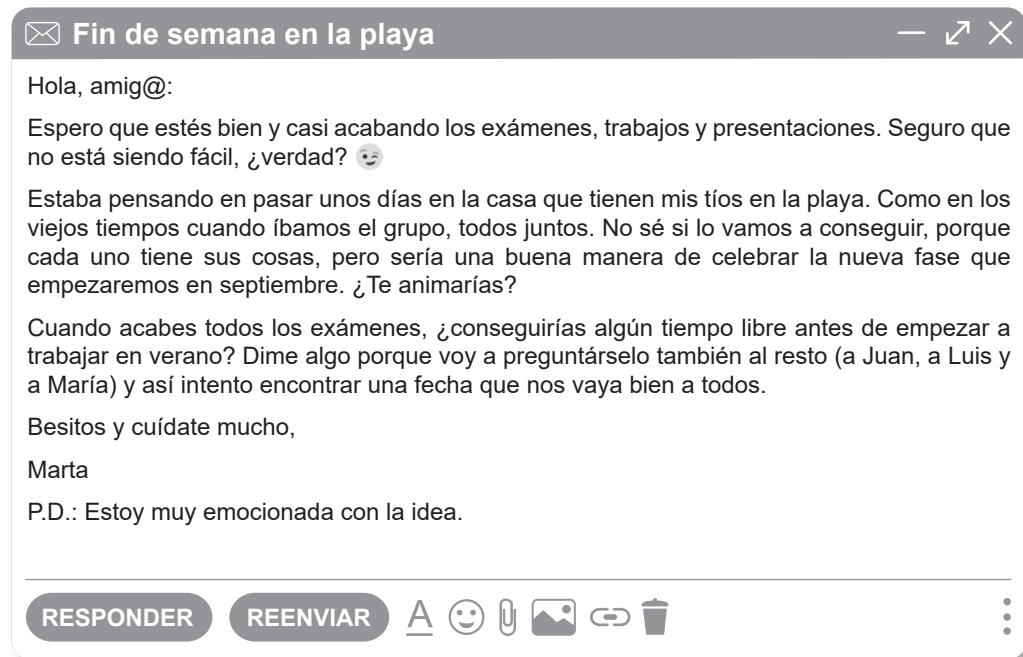 Fin de semana en la playa
Hola, amig@:
Espero que estés bien y casi acabando los exámenes, trabajos y presentaciones. Seguro que
no está siendo fácil, ¿verdad? 😉
Estaba pensando en pasar unos días en la casa que tienen mis tíos en la playa. Como en los
viejos tiempos cuando íbamos el grupo, todos juntos. No sé si lo vamos a conseguir, porque
cada uno tiene sus cosas, pero sería una buena manera de celebrar la nueva fase que
empezaremos en septiembre. ¿Te animarías?
Cuando acabes todos los exámenes, ¿conseguirías algún tiempo libre antes de empezar a
trabajar en verano? Dime algo porque voy a preguntárselo también al resto (a Juan, a Luis y
a María) y así intento encontrar una fecha que nos vaya bien a todos.
Besitos y cuídate mucho,
Marta
P.D.: Estoy muy emocionada con la idea.
RESPONDER REENVIAR A